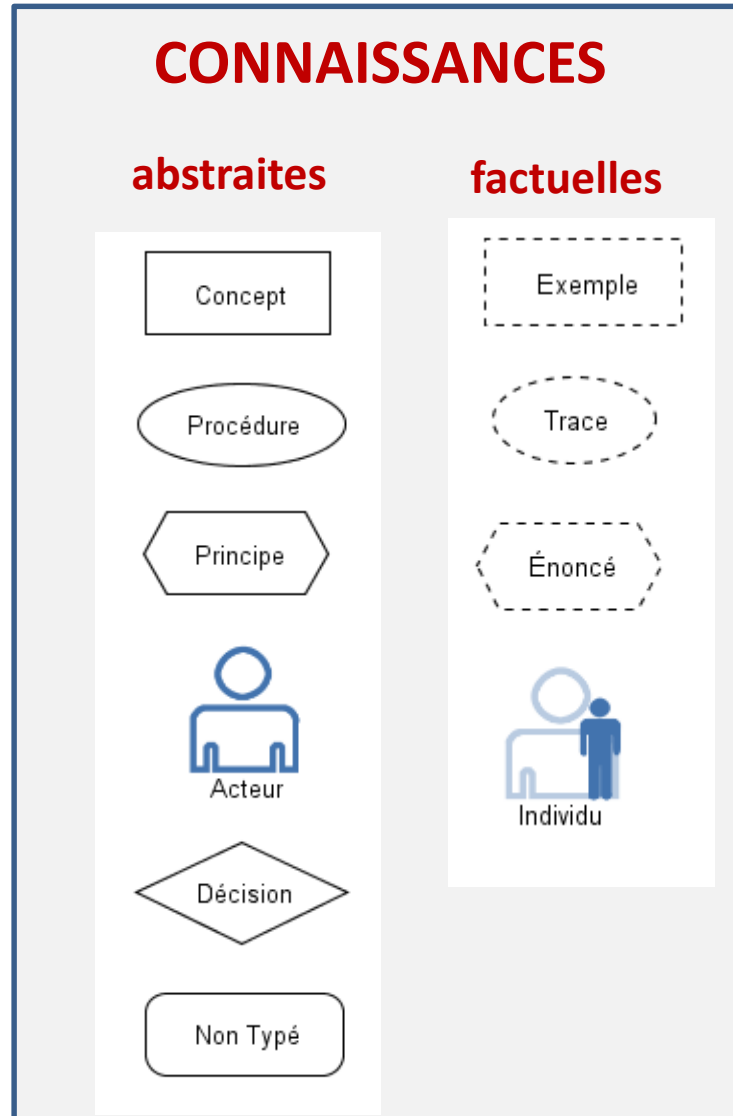 CONNAISSANCES
abstraites
factuelles
Concept
Exemple
Procédure
Trace
Principe
Énoncé
Acteur
Individu
Décision
Non Typé